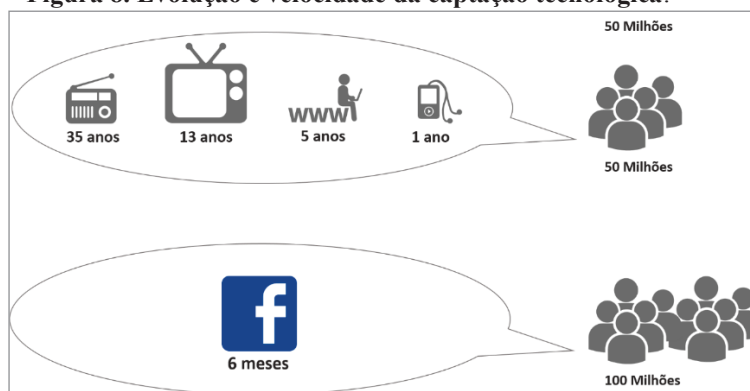 Figura 8. Evolução e velocidade da captação tecnológica.
50 Milhões
www
35 anos
13 anos
5 anos
1 ano
50 Milhões
f
6 meses
100 Milhões